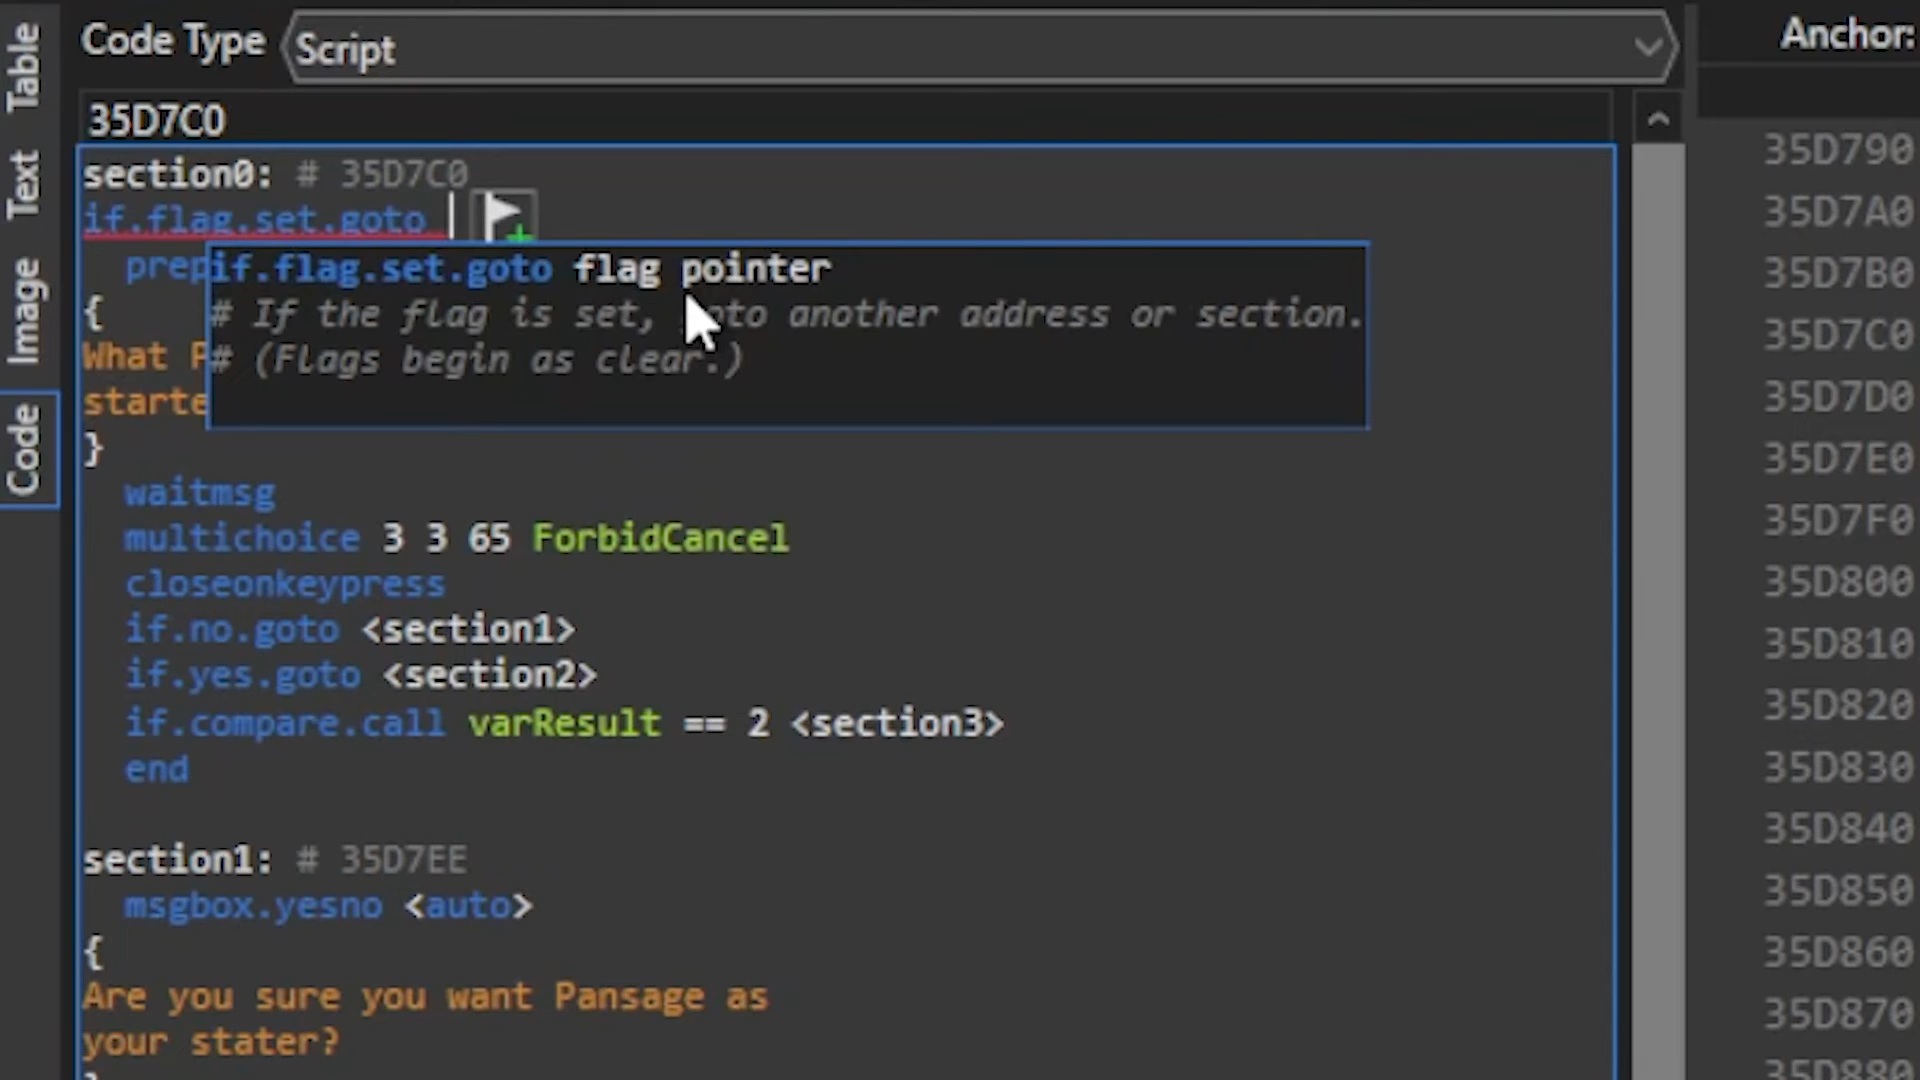 Table
Text
Image
Code
Code Type
Script
Anchor:
35D7C0
section0: # 35D7C0
if.flag.set.goto
prep
if.flag.set.goto flag pointer
# If the flag is set, goto another address or section.
# (Flags begin as clear.)
{
What
starte
}
waitmsg
multichoice 3 3 65 ForbidCancel
closeonkeypress
if.no.goto <section1>
if.yes.goto <section2>
if.compare.call varResult == 2 <section3>
end
section1: # 35D7EE
msgbox.yesno <auto>
{
Are you sure you want Pansage as
your stater?
35D790
35D7A0
35D7B0
35D7C0
35D7D0
35D7E0
35D7F0
35D800
35D810
35D820
35D830
35D840
35D850
35D860
35D870
35D880